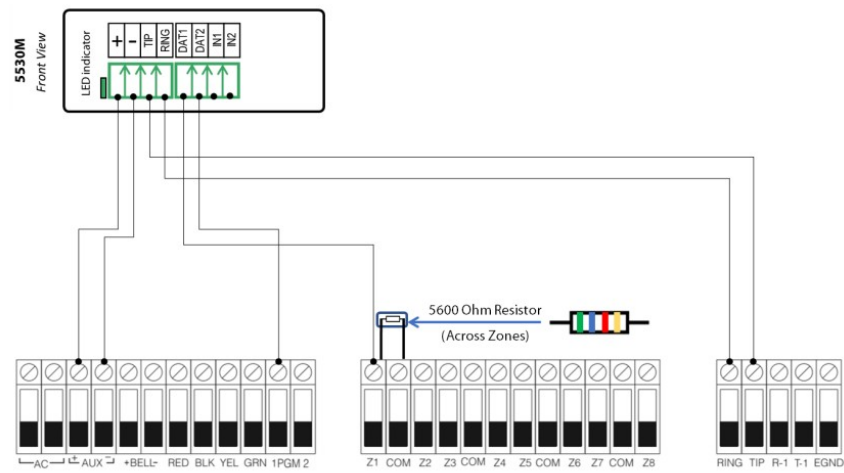 5530M
Front View
LED indicator
+ - TIP RING DAT1 DAT2 IN1 IN2
5600 Ohm Resistor
(Across Zones)
AC + AUX - +BELL- RED BLK YEL GRN 1PGM 2
Z1 COM Z2 Z3 COM Z4 Z5 COM Z6 Z7 COM Z8
RING TIP R-1 T-1 EGND